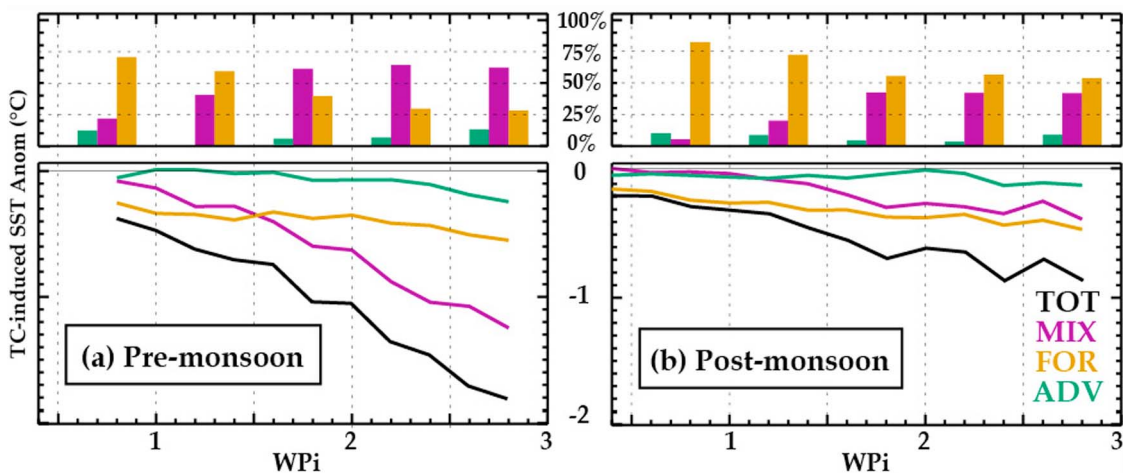 100%
75%
50%
25%
0%
TC-induced SST Anom (°C)
0
-1
-2
(a) Pre-monsoon
(b) Post-monsoon
TOT
MIX
FOR
ADV
1 2 3
1 2 3
WPi
WPi